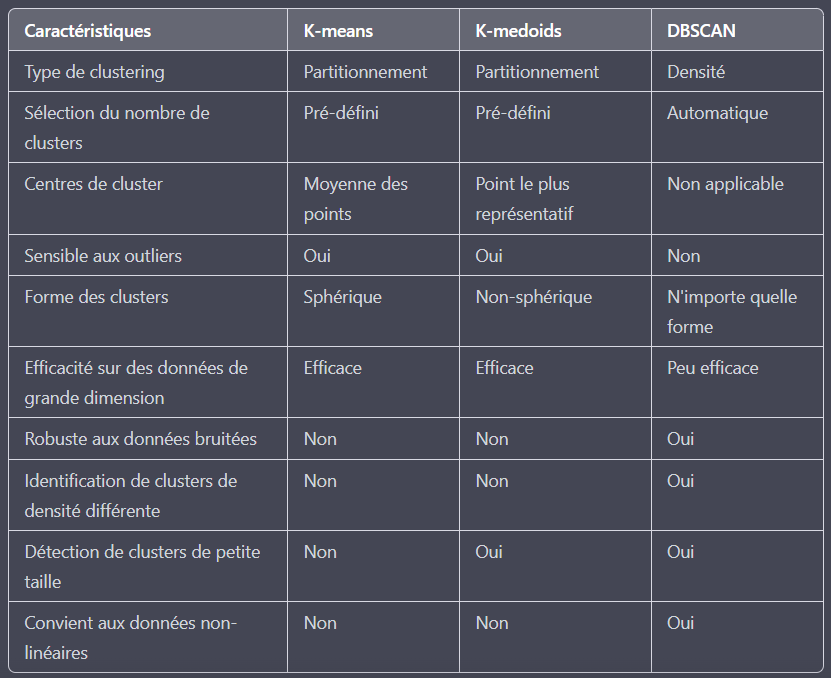 Caractéristiques K-means K-medoids DBSCAN
Type de clustering Partitionnement Partitionnement Densité
Sélection du nombre de Pré-défini Pré-défini Automatique
clusters
Centres de cluster Moyenne des Point le plus Non applicable
points représentatif
Sensible aux outliers Oui Oui Non
Forme des clusters Sphérique Non-sphérique N'importe quelle
forme
Efficacité sur des données de Efficace Efficace Peu efficace
grande dimension
Robuste aux données bruitées Non Non Oui
Identification de clusters de Non Non Oui
densité différente
Détection de clusters de petite Non Oui Oui
taille
Convient aux données non- Non Non Oui
linéaires